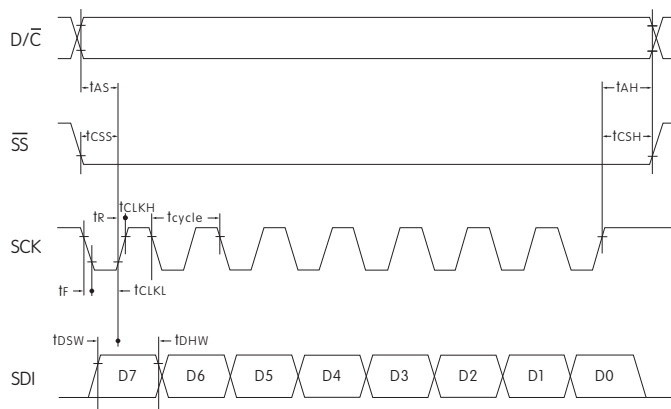 D/C̅
tAS
tAH
S̅S̅
tCSS
tCSH
tR
tCLKH
tcycle
SCK
tF
tCLKL
tDSW
tDHW
SDI
D7
D6
D5
D4
D3
D2
D1
D0